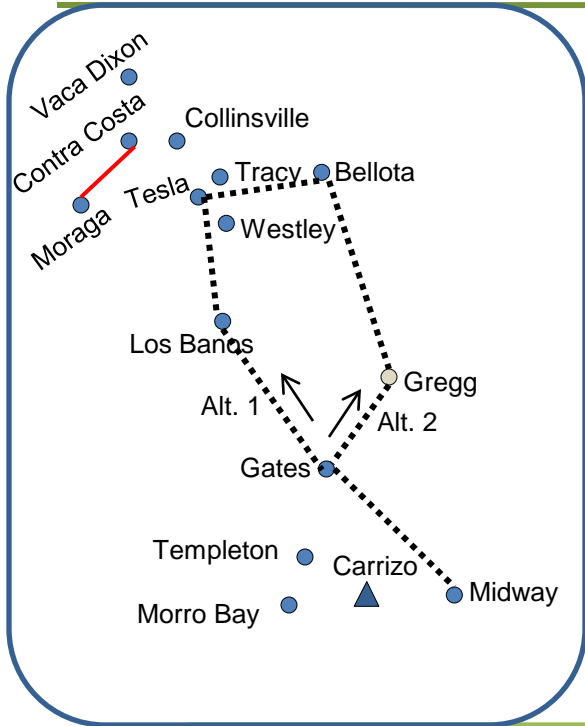 Vaca Dixon
Contra Costa
Collinsville
Tracy
Bellota
Tesla
Moraga
Westley
Los Banos
Gregg
Alt. 1
Alt. 2
Gates
Templeton
Carrizo
Midway
Morro Bay